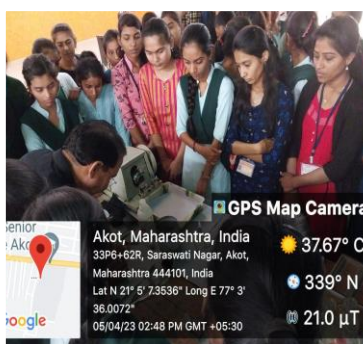 GPS Map Camera
Senior
Ako
Google
Akot, Maharashtra, India
33P6+62R, Saraswati Nagar, Akot,
Maharashtra 444101, India
Lat N 21° 5' 7.3536" Long E 77° 3'
36.0072"
05/04/23 02:48 PM GMT +05:30
37.67° C
339° N
21.0 µT